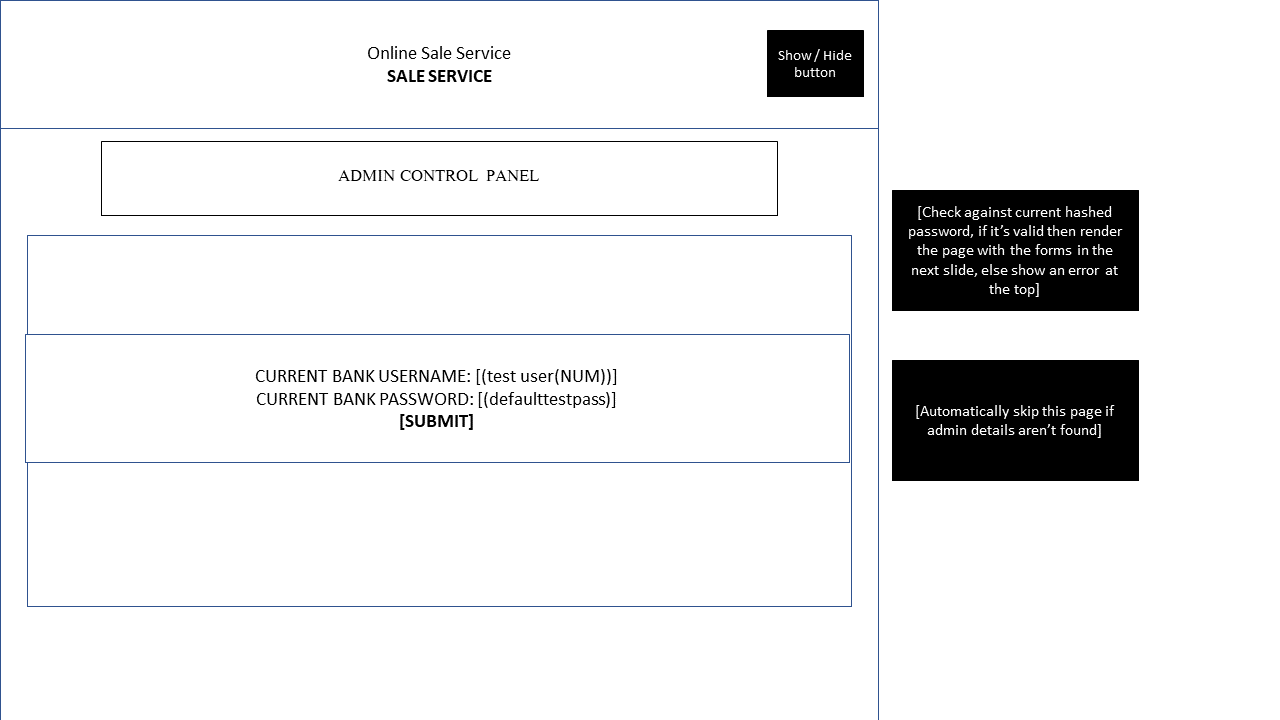 Online Sale Service
SALE SERVICE
Show / Hide
button
ADMIN CONTROL PANEL
[Check against current hashed
password, if it’s valid then render
the page with the forms in the
next slide, else show an error at
the top]
CURRENT BANK USERNAME: [(test user(NUM))]
CURRENT BANK PASSWORD: [(defaulttestpass)]
[SUBMIT]
[Automatically skip this page if
admin details aren’t found]